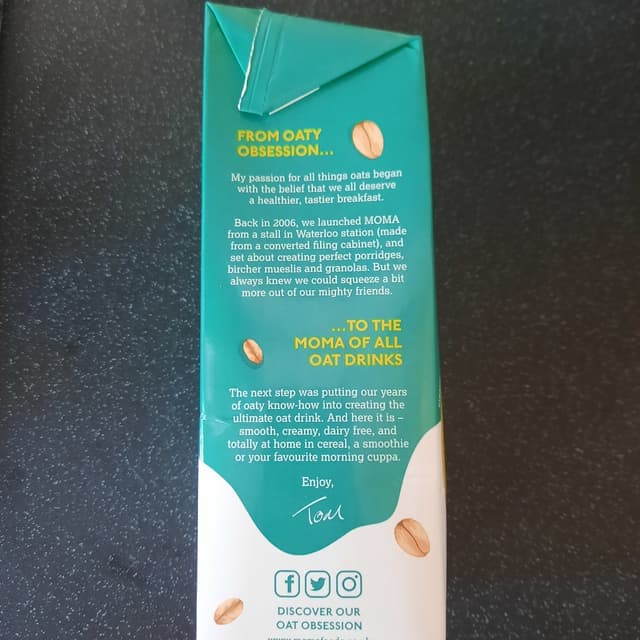 FROM OATY
OBSESSION...
My passion for all things oats began
with the belief that we all deserve
a healthier, tastier breakfast.
Back in 2006, we launched MOMA
from a stall in Waterloo station (made
from a converted filing cabinet), and
set about creating perfect porridges,
bircher mueslis and granolas. But we
always knew we could squeeze a bit
more out of our mighty friends.
...TO THE
MOMA OF ALL
OAT DRINKS
The next step was putting our years
of oaty know-how into creating the
ultimate oat drink. And here it is –
smooth, creamy, dairy free, and
totally at home in cereal, a smoothie
or your favourite morning cuppa.
Enjoy,
Tom
DISCOVER OUR
OAT OBSESSION